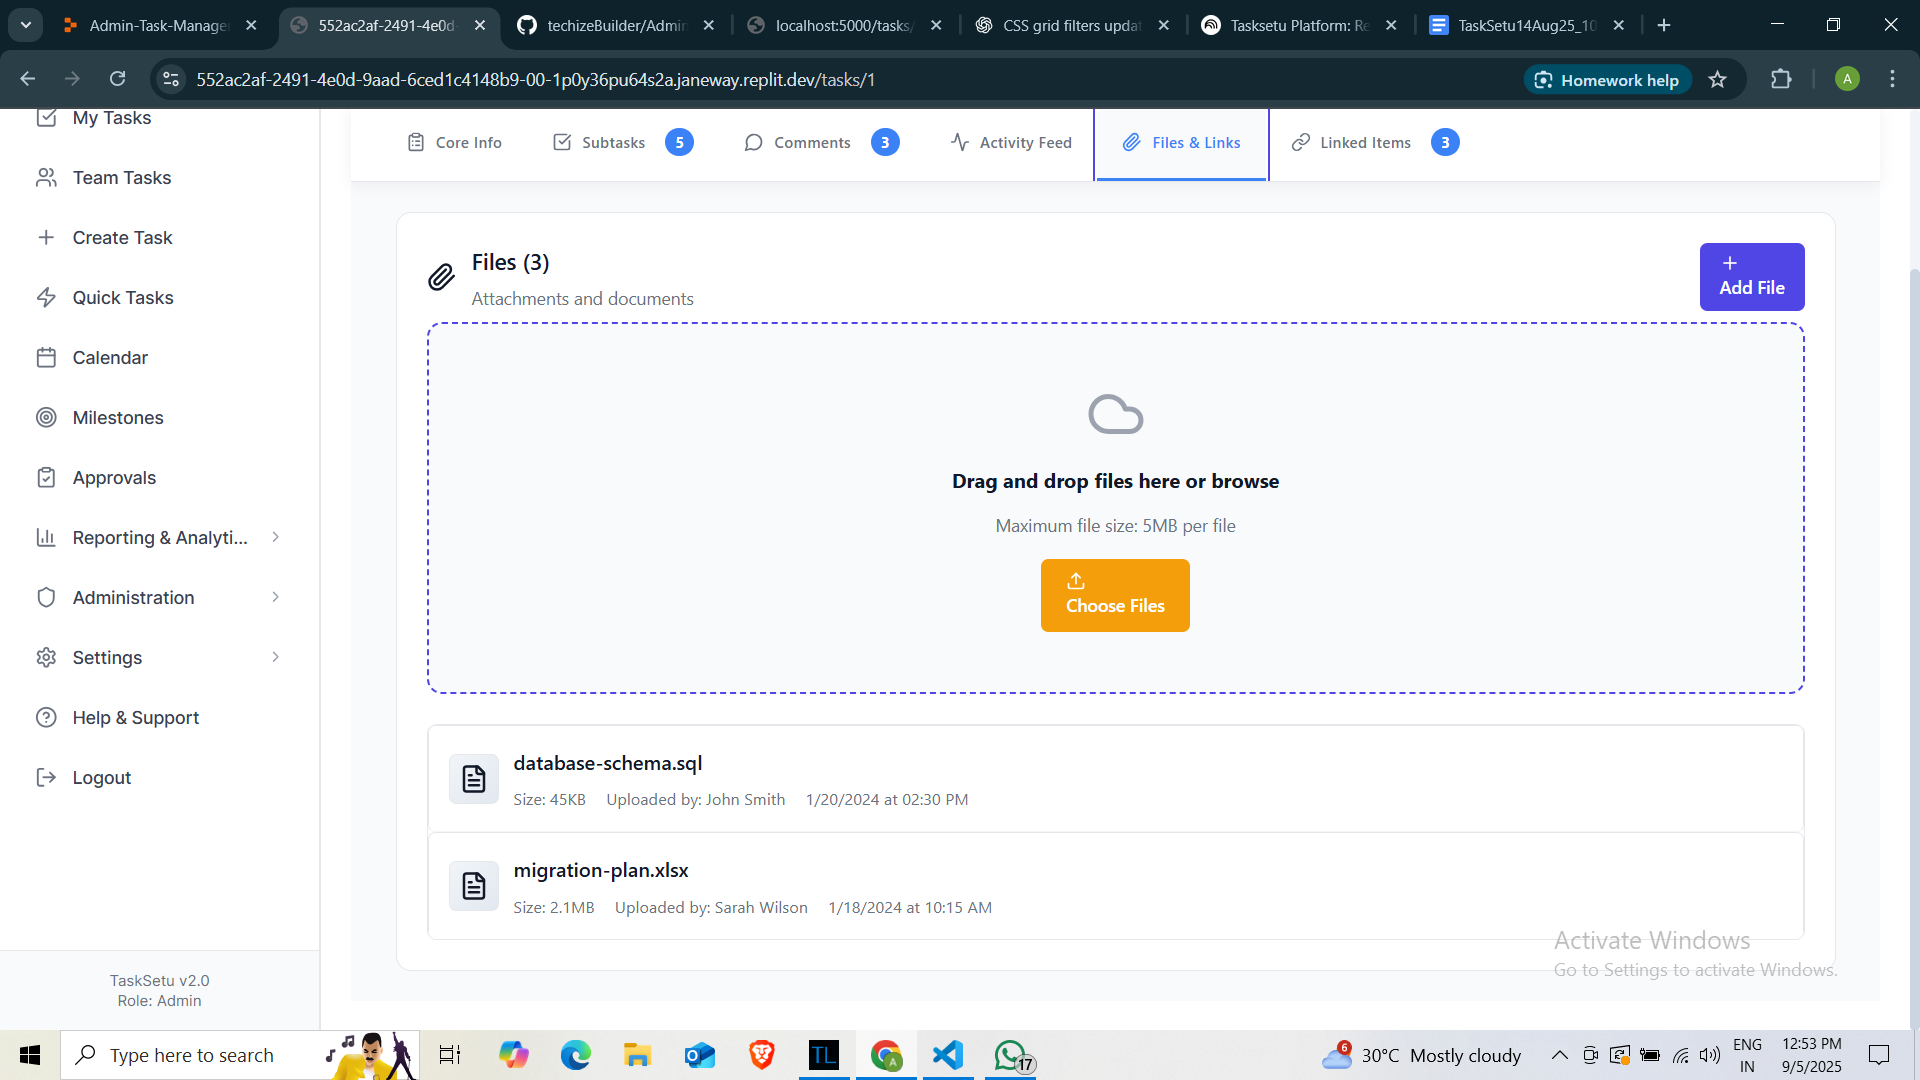 Admin-Task-Manage
552ac2af-2491-4e0d-
techizeBuilder/Admin
localhost:5000/tasks/
CSS grid filters updat
Tasksetu Platform: Re
TaskSetu14Aug25_10
552ac2af-2491-4e0d-9aad-6ced1c4148b9-00-1p0y36pu64s2a.janeway.replit.dev/tasks/1
Homework help
A
My Tasks
Team Tasks
Create Task
Quick Tasks
Calendar
Milestones
Approvals
Reporting & Analyti...
Administration
Settings
Help & Support
Logout
TaskSetu v2.0
Role: Admin
Core Info
Subtasks 5
Comments 3
Activity Feed
Files & Links
Linked Items 3
Files (3)
Attachments and documents
Add File
Drag and drop files here or browse
Maximum file size: 5MB per file
Choose Files
database-schema.sql
Size: 45KB Uploaded by: John Smith 1/20/2024 at 02:30 PM
migration-plan.xlsx
Size: 2.1MB Uploaded by: Sarah Wilson 1/18/2024 at 10:15 AM
Activate Windows
Go to Settings to activate Windows.
Type here to search
TL
A
17
6
30°C Mostly cloudy
ENG
IN
12:53 PM
9/5/2025